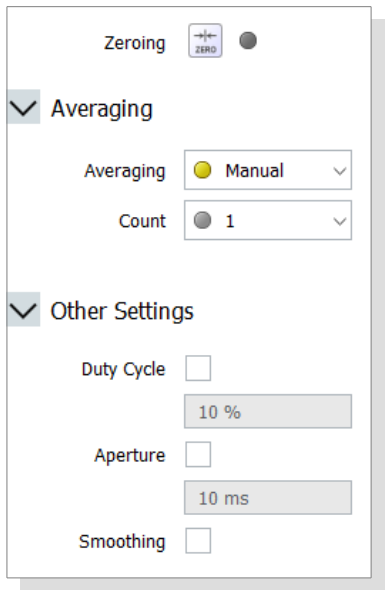 Zeroing ZERO
Averaging
Averaging Manual
Count 1
Other Settings
Duty Cycle
10 %
Aperture
10 ms
Smoothing